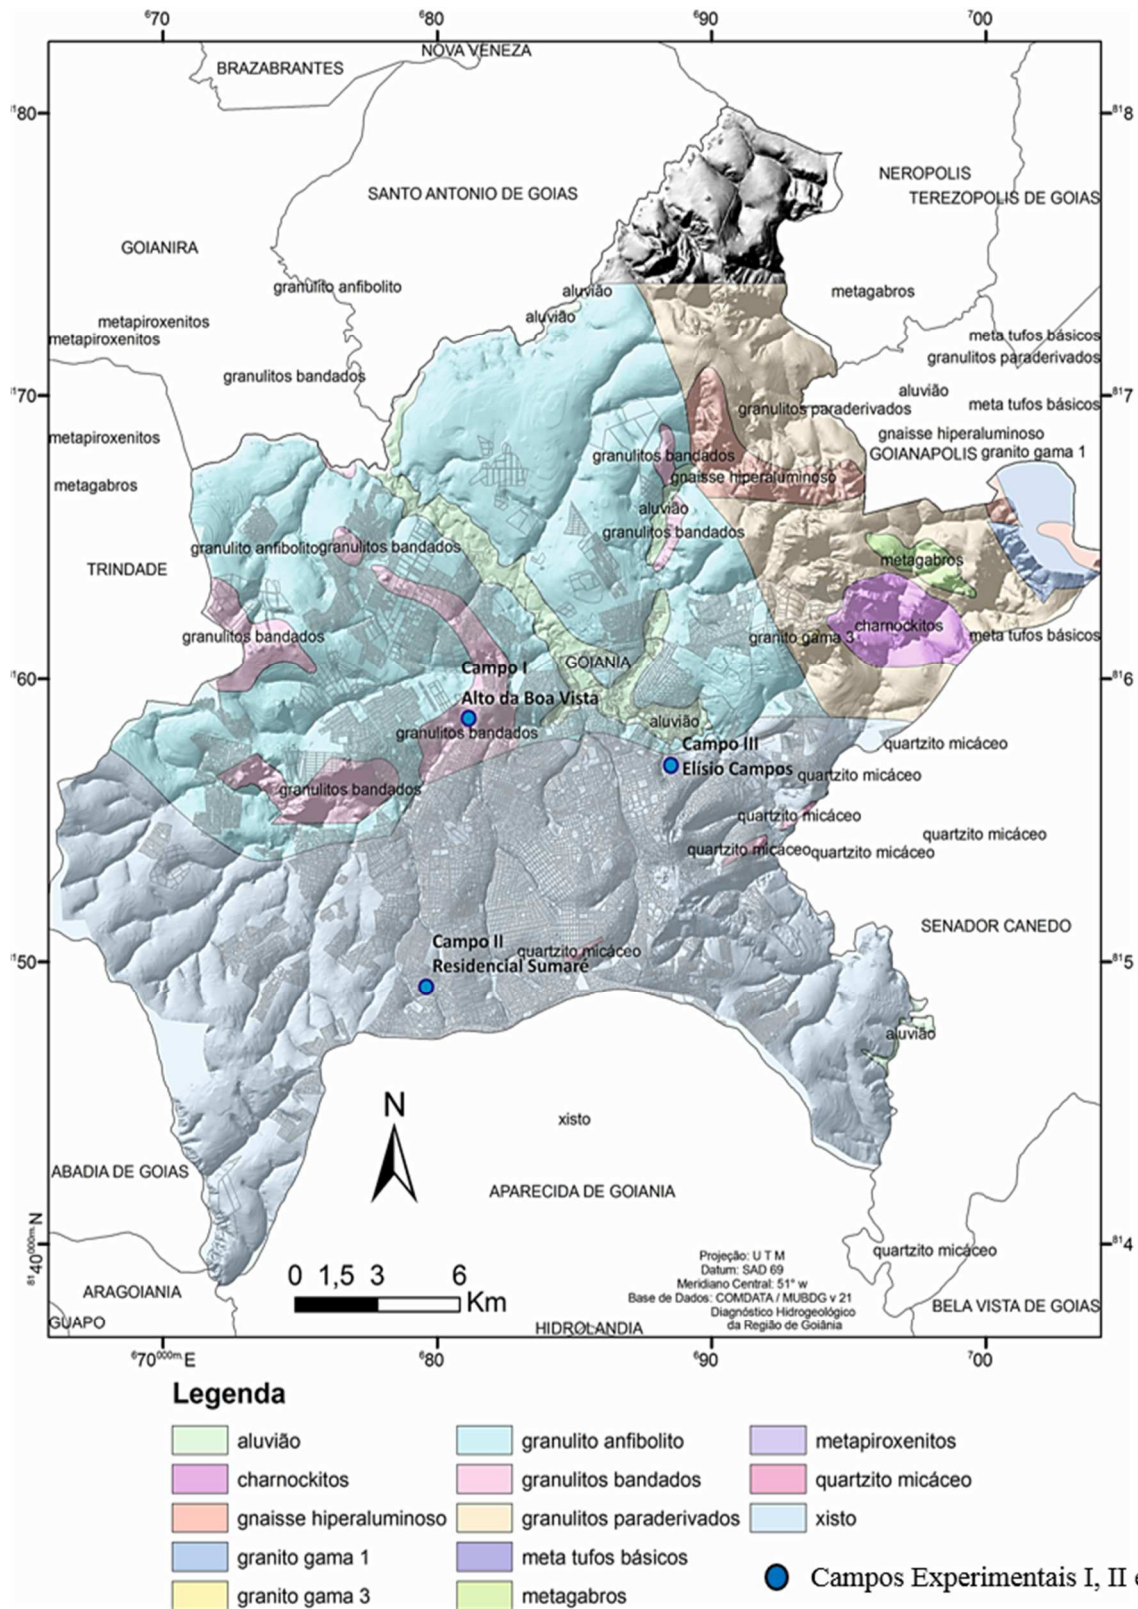 ⁶70 ⁶80 ⁶90 ⁷00
NOVA VENEZA
BRAZABRANTES
⁸¹80 ⁸¹8
NEROPOLIS
SANTO ANTONIO DE GOIAS
TEREZOPOLIS DE GOIAS
GOIANIRA
granulito anfibolito
aluvião
metagabros
aluvião
metapiroxenitos
metapiroxenitos
meta tufos básicos
granulitos paraderivados
granulitos bandados
aluvião
⁸¹70 ⁸¹7
meta tufos básicos
granulitos paraderivados
metapiroxenitos
gnaisse hiperaluminoso
GOIANAPOLIS
granito gama 1
granulitos bandados
gnaisse hiperaluminoso
metagabros
aluvião
granulitos bandados
granulito anfibolito
granulitos bandados
metagabros
TRINDADE
charnockitos
granulitos bandados
granito gama 3
meta tufos básicos
GOIANIA
Campo I
⁸¹60 ⁸¹6
Alto da Boa Vista
aluvião
granulitos bandados
Campo III
quartzito micáceo
Elísio Campos
quartzito micáceo
granulitos bandados
quartzito micáceo
quartzito micáceo
quartzito micáceo
quartzito micáceo
SENADOR CANEDO
Campo II
quartzito micáceo
Residencial Sumaré
⁸¹50 ⁸¹5
aluvião
N
xisto
ABADIA DE GOIAS
APARECIDA DE GOIANIA
⁸¹40⁰⁰⁰ᵐ·N ⁸¹4
quartzito micáceo
Projeção: U T M
Datum: SAD 69
Meridiano Central: 51° w
Base de Dados: COMDATA / MUBDG v 21
Diagnóstico Hidrogeológico
da Região de Goiânia
0 1,5 3 6
Km
ARAGOIANIA
BELA VISTA DE GOIAS
GUAPO
HIDROLANDIA
⁶70⁰⁰⁰ᵐ·E ⁶80 ⁶90 ⁷00
Legenda
aluvião
charnockitos
gnaisse hiperaluminoso
granito gama 1
granito gama 3
granulito anfibolito
granulitos bandados
granulitos paraderivados
meta tufos básicos
metagabros
metapiroxenitos
quartzito micáceo
xisto
Campos Experimentais I, II e